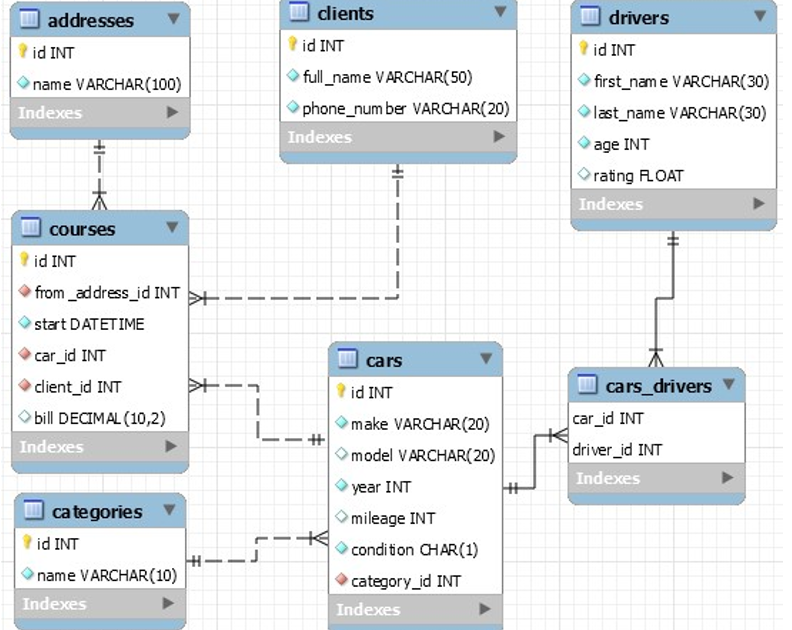 addresses
id INT
name VARCHAR(100)
Indexes
clients
id INT
full_name VARCHAR(50)
phone_number VARCHAR(20)
Indexes
drivers
id INT
first_name VARCHAR(30)
last_name VARCHAR(30)
age INT
rating FLOAT
Indexes
courses
id INT
from_address_id INT
start DATETIME
car_id INT
client_id INT
bill DECIMAL(10,2)
Indexes
cars
id INT
make VARCHAR(20)
model VARCHAR(20)
year INT
mileage INT
condition CHAR(1)
category_id INT
Indexes
cars_drivers
car_id INT
driver_id INT
Indexes
categories
id INT
name VARCHAR(10)
Indexes